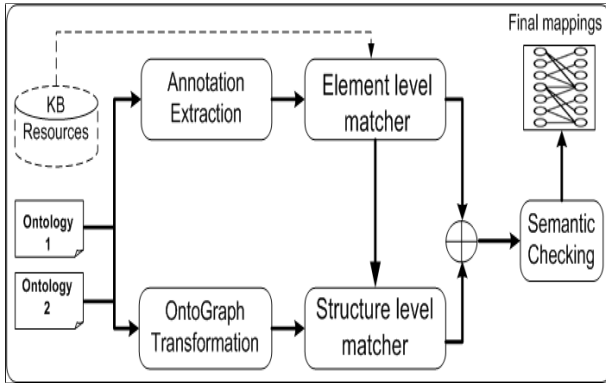 Final mappings
KB
Resources
Annotation
Extraction
Element level
matcher
Ontology
1
Ontology
2
OntoGraph
Transformation
Structure level
matcher
Semantic
Checking